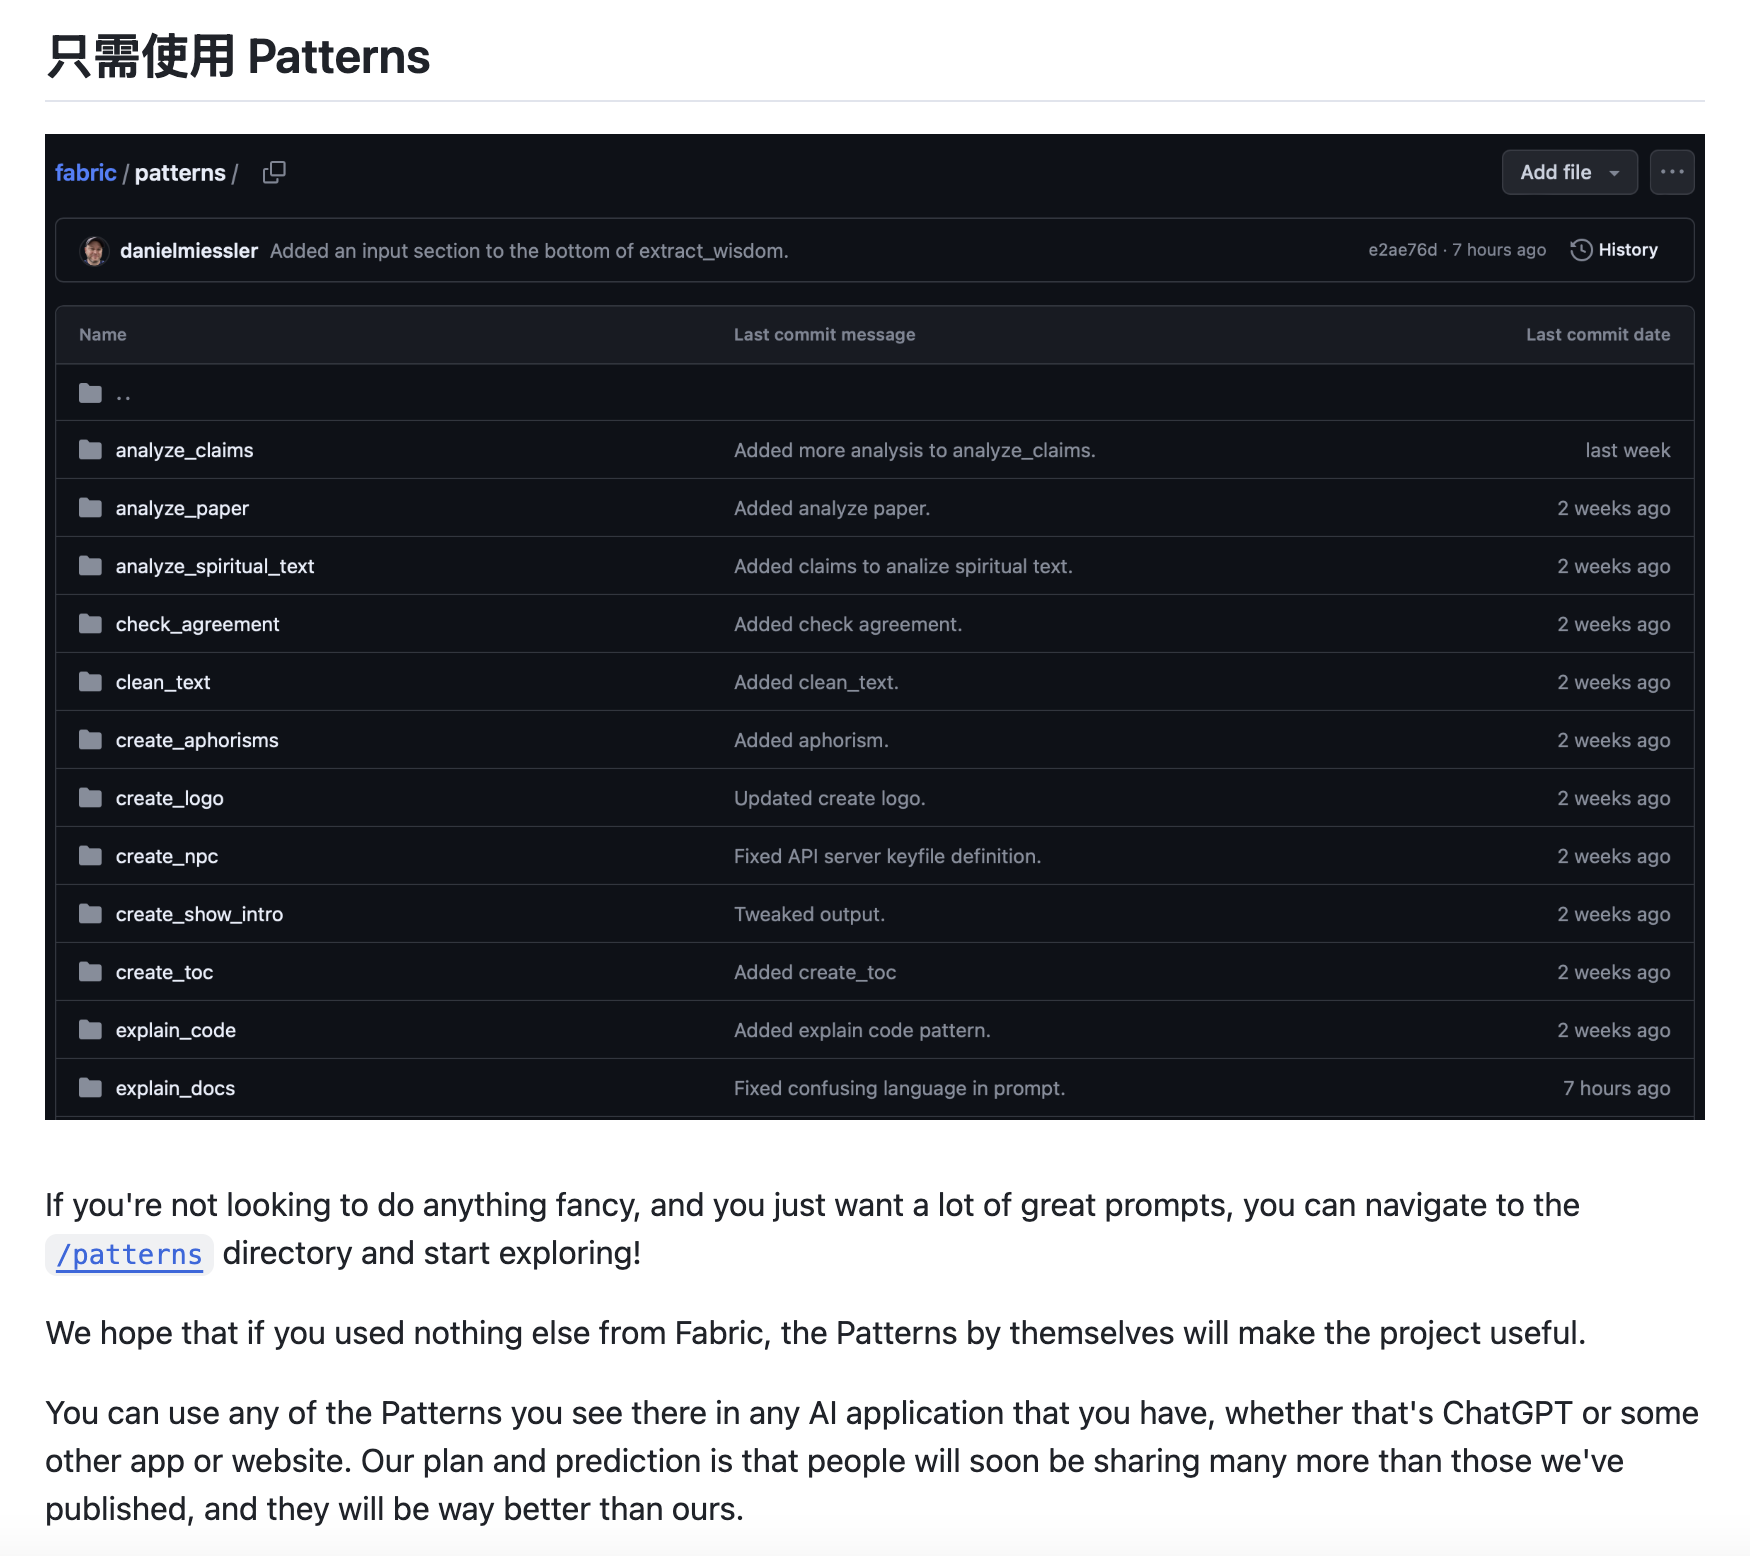 只需使用 Patterns
fabric / patterns /
Add file
danielmiessler Added an input section to the bottom of extract_wisdom. e2ae76d · 7 hours ago History
Name Last commit message Last commit date
..
analyze_claims Added more analysis to analyze_claims. last week
analyze_paper Added analyze paper. 2 weeks ago
analyze_spiritual_text Added claims to analize spiritual text. 2 weeks ago
check_agreement Added check agreement. 2 weeks ago
clean_text Added clean_text. 2 weeks ago
create_aphorisms Added aphorism. 2 weeks ago
create_logo Updated create logo. 2 weeks ago
create_npc Fixed API server keyfile definition. 2 weeks ago
create_show_intro Tweaked output. 2 weeks ago
create_toc Added create_toc 2 weeks ago
explain_code Added explain code pattern. 2 weeks ago
explain_docs Fixed confusing language in prompt. 7 hours ago
If you're not looking to do anything fancy, and you just want a lot of great prompts, you can navigate to the
/patterns directory and start exploring!
We hope that if you used nothing else from Fabric, the Patterns by themselves will make the project useful.
You can use any of the Patterns you see there in any AI application that you have, whether that's ChatGPT or some
other app or website. Our plan and prediction is that people will soon be sharing many more than those we've
published, and they will be way better than ours.